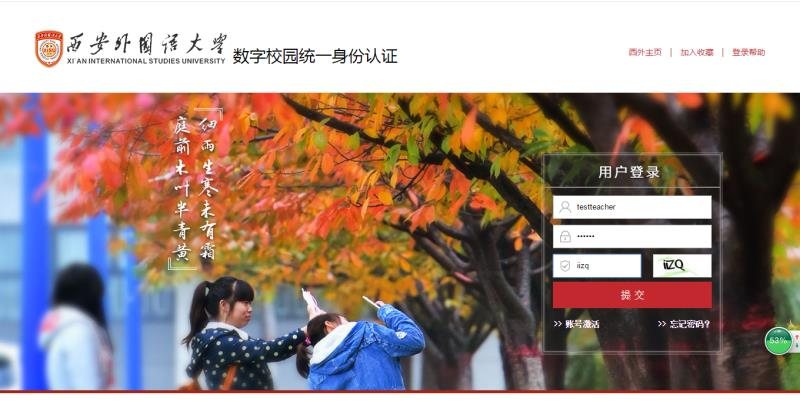 西安外国语大学
XI'AN INTERNATIONAL STUDIES UNIVERSITY
数字校园统一身份认证
西外主页 | 加入收藏 | 登录帮助
细雨生寒未有霜
庭前木叶半青黄
用户登录
testteacher
••••••
iizq
iiZQ
提交
>> 账号激活
>> 忘记密码?
53%